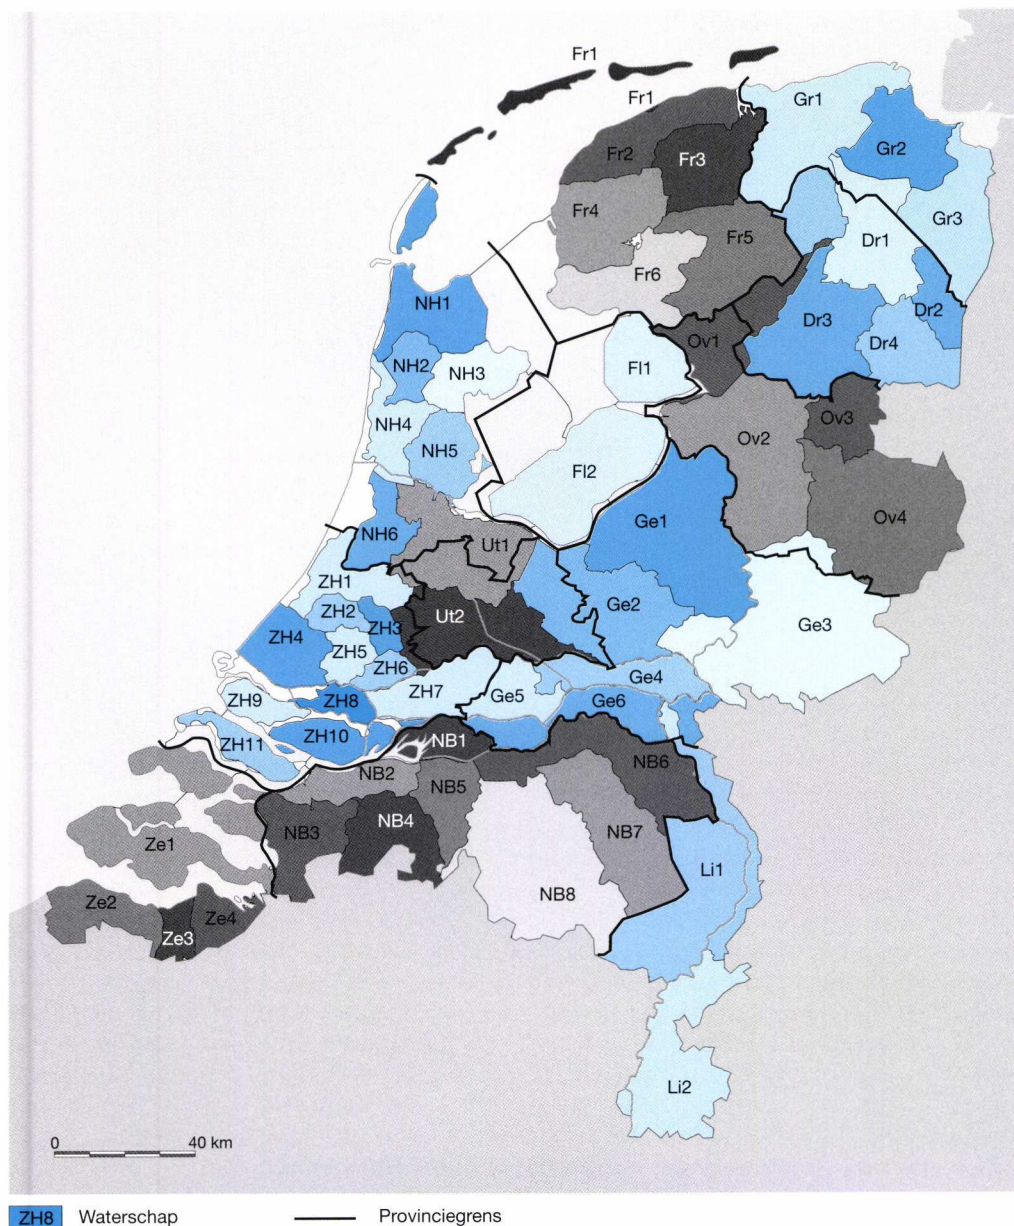 Fr1
Fr1
Gr1
Gr2
Fr2
Fr3
Fr4
Gr3
Fr5
Dr1
Fr6
NH1
Dr2
Dr3
Ov1
Dr4
NH2
Fl1
NH3
NH4
Ov3
NH5
Ov2
Fl2
Ge1
Ov4
NH6
Ut1
ZH1
Ge2
ZH2
Ut2
ZH3
Ge3
ZH4
ZH5
ZH6
Ge4
ZH7
ZH9
ZH8
Ge5
Ge6
ZH10
ZH11
NB1
NB6
NB2
NB5
NB4
NB3
NB7
Ze1
Li1
NB8
Ze2
Ze4
Ze3
Li2
0 40 km
ZH8 Waterschap Provinciegrens